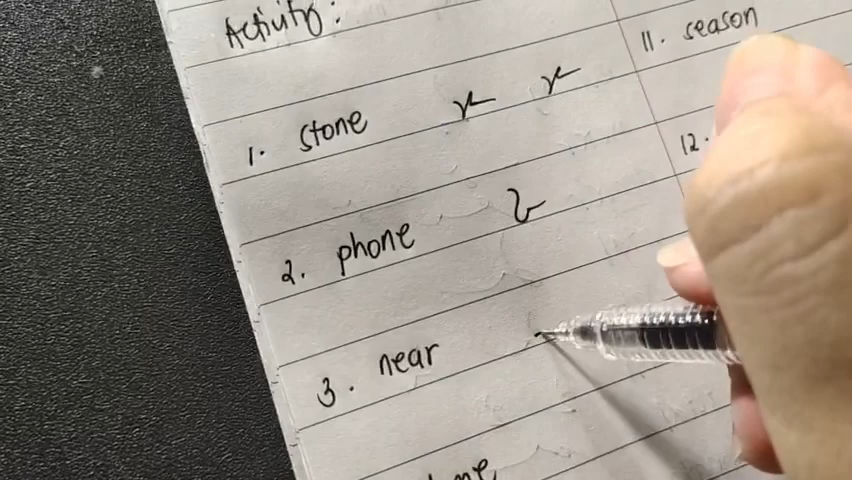 Activity:
1. stone
2. phone
3. near
11. season
12.